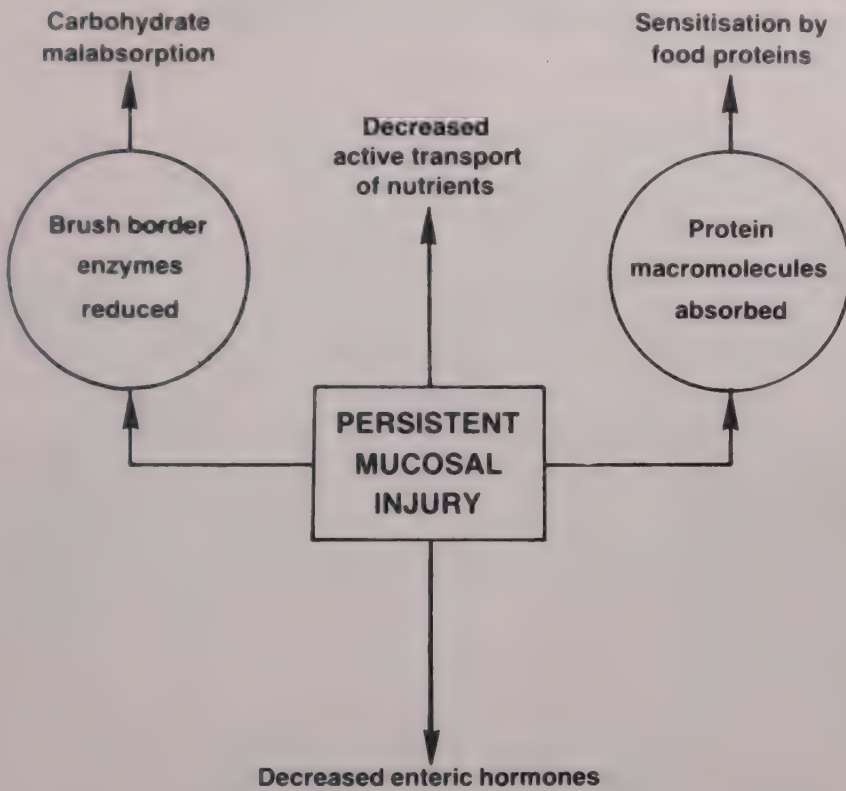 Carbohydrate
malabsorption
Sensitisation by
food proteins
Decreased
active transport
of nutrients
Brush border
enzymes
reduced
Protein
macromolecules
absorbed
PERSISTENT
MUCOSAL
INJURY
Decreased enteric hormones